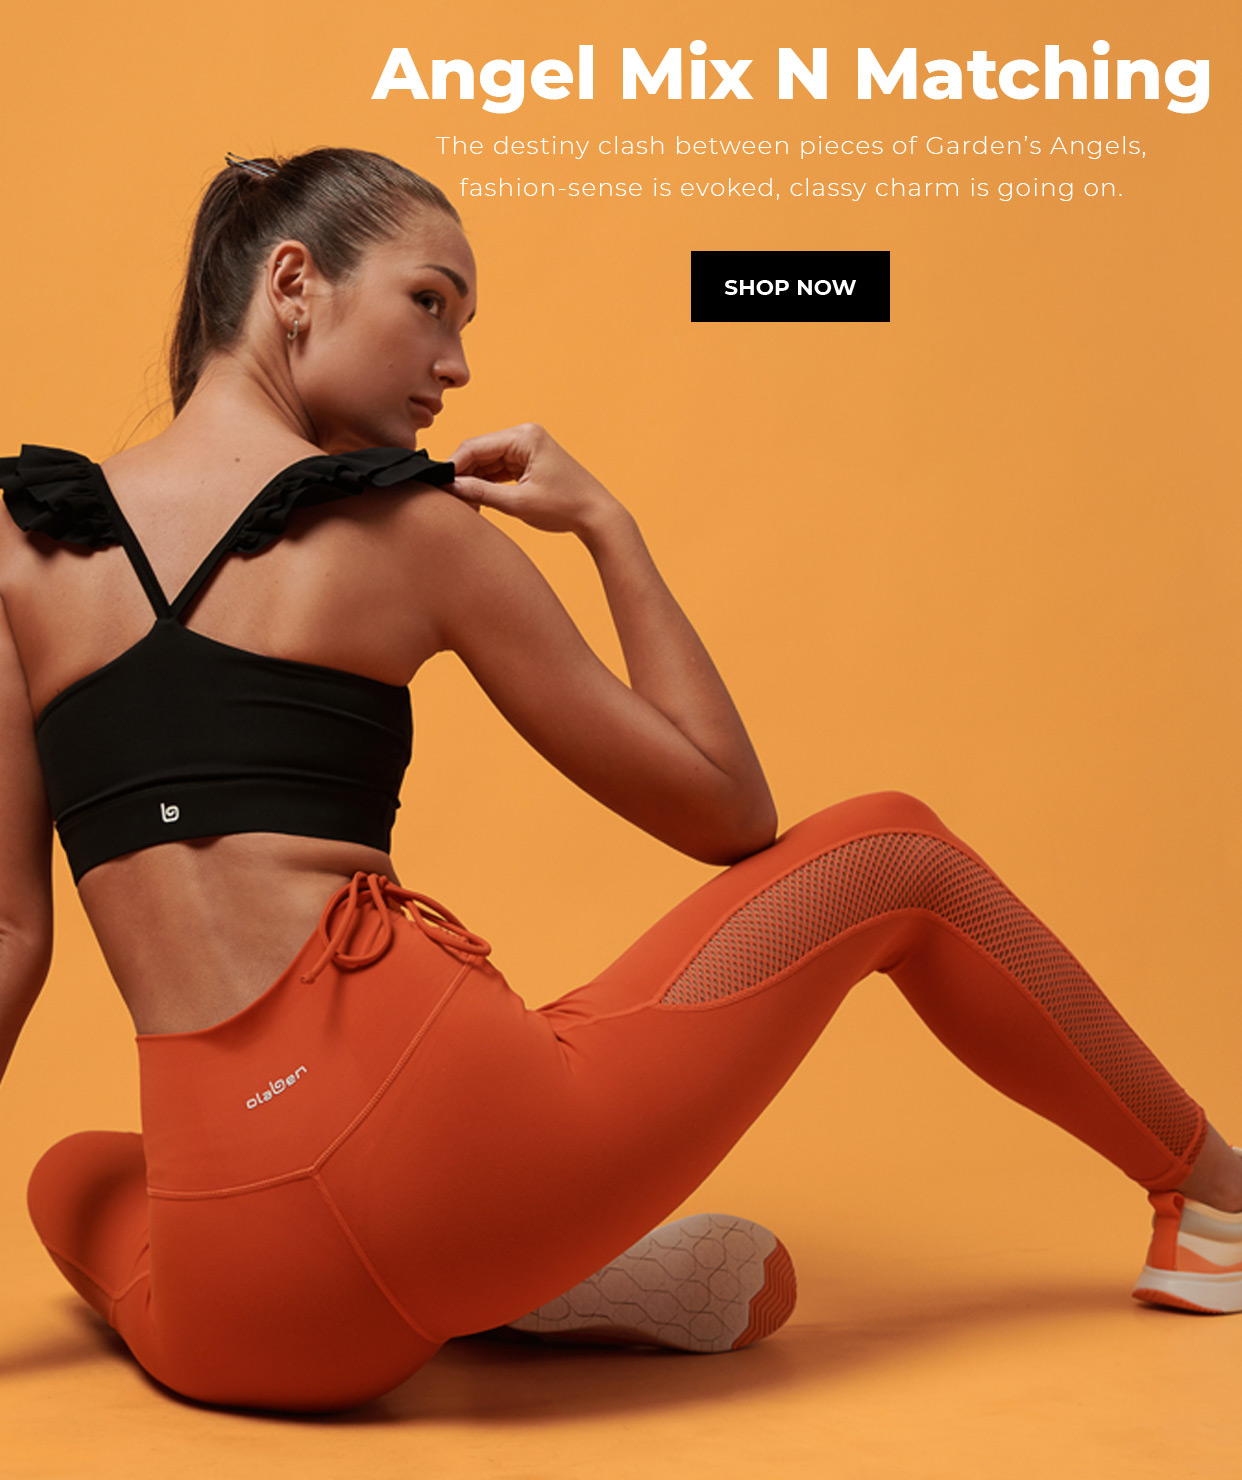 Angel Mix N Matching
The destiny clash between pieces of Garden’s Angels,
fashion-sense is evoked, classy charm is going on.
SHOP NOW
olaben